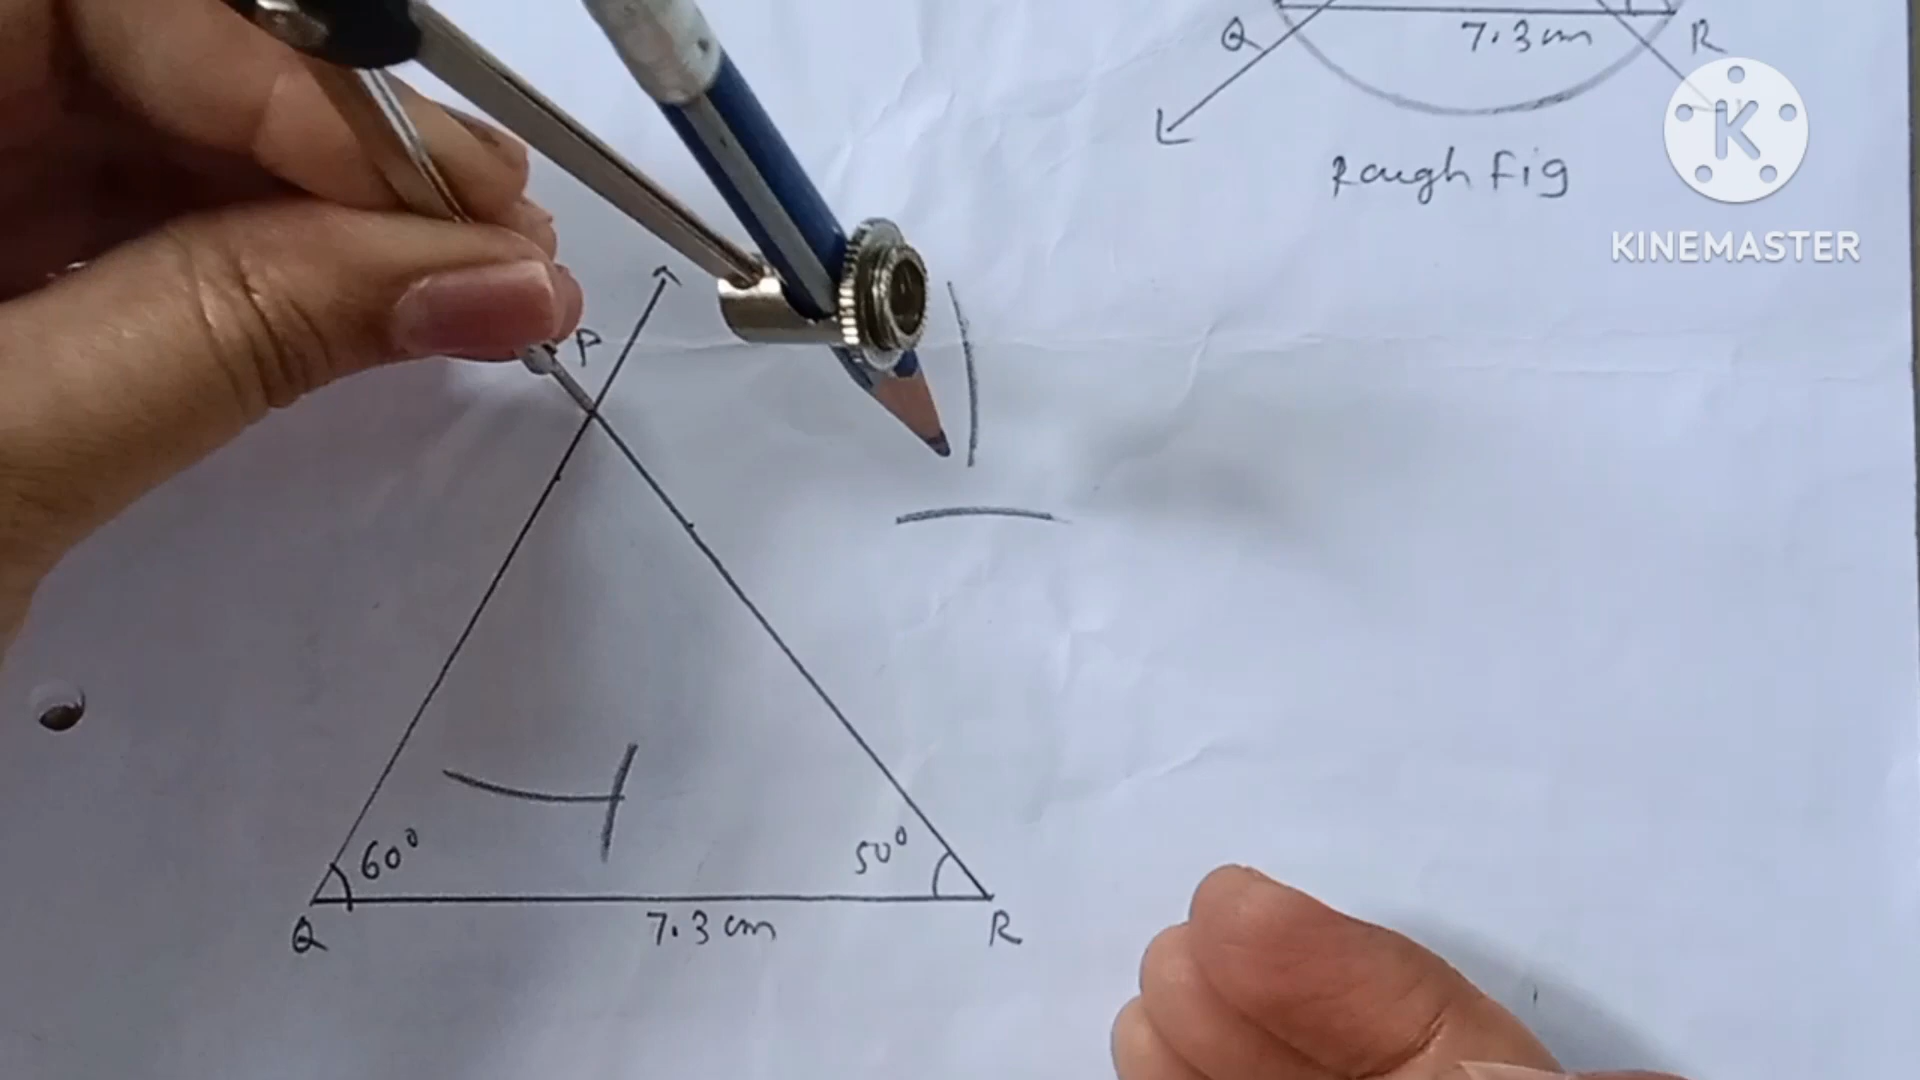 Q 7.3 cm R
Rough Fig
K
KINEMASTER
P
60° 50°
7.3 cm
Q R